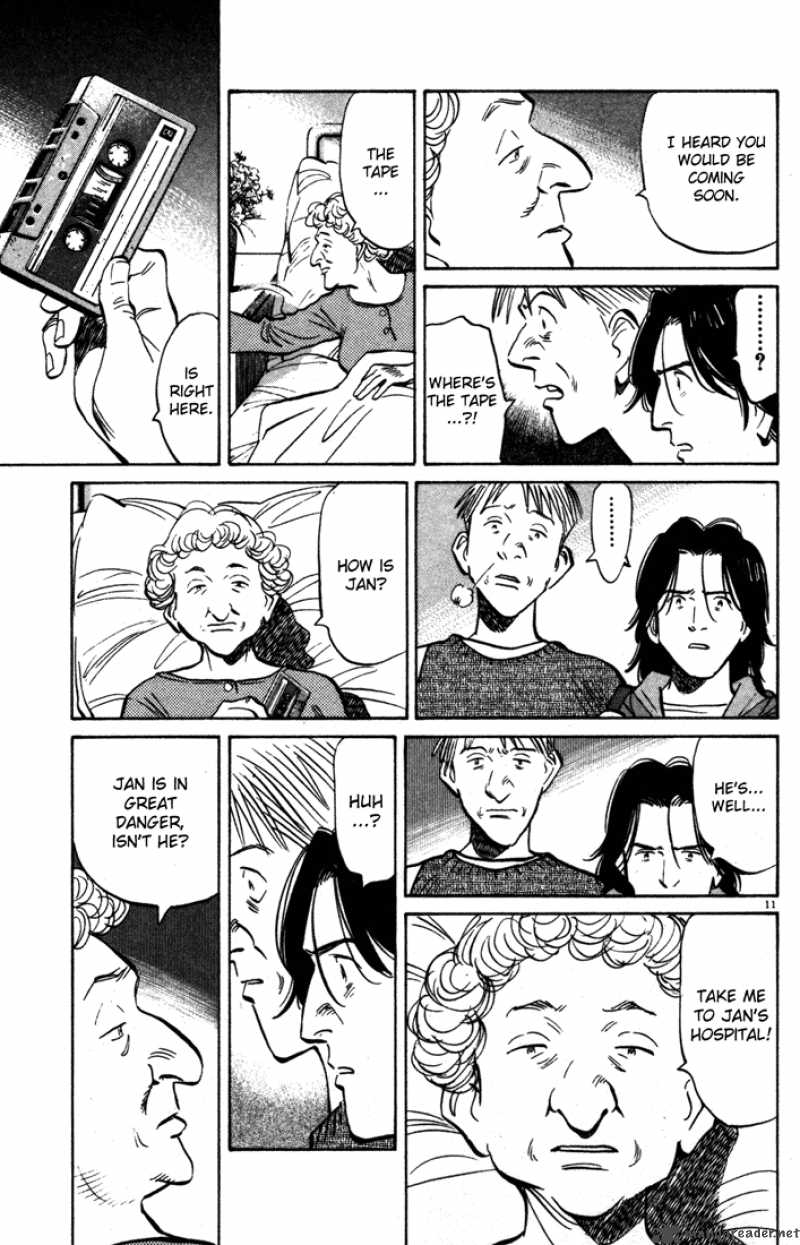 I HEARD YOU
WOULD BE
COMING
SOON.
THE
TAPE
...
IS
RIGHT
HERE.
.........?
WHERE'S
THE TAPE
...?!
.........
HOW IS
JAN?
HE'S...
WELL...
HUH
...?
JAN IS IN
GREAT
DANGER,
ISN'T HE?
11
TAKE ME
TO JAN'S
HOSPITAL!